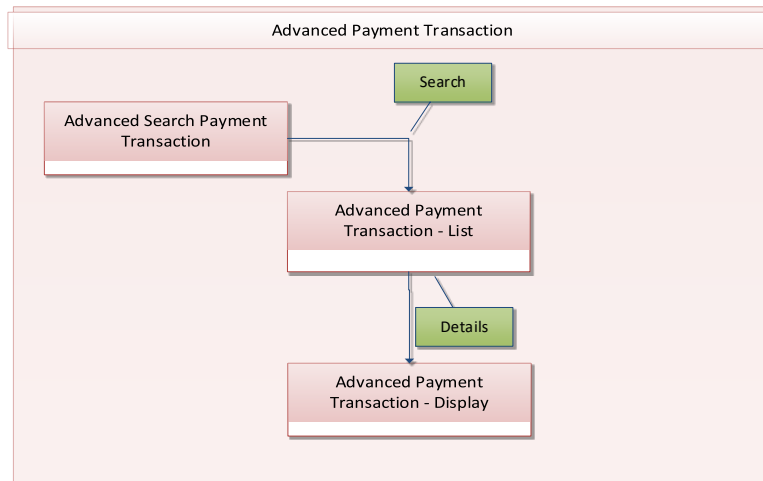 Advanced Payment Transaction
Search
Advanced Search Payment
Transaction
Advanced Payment
Transaction - List
Details
Advanced Payment
Transaction - Display